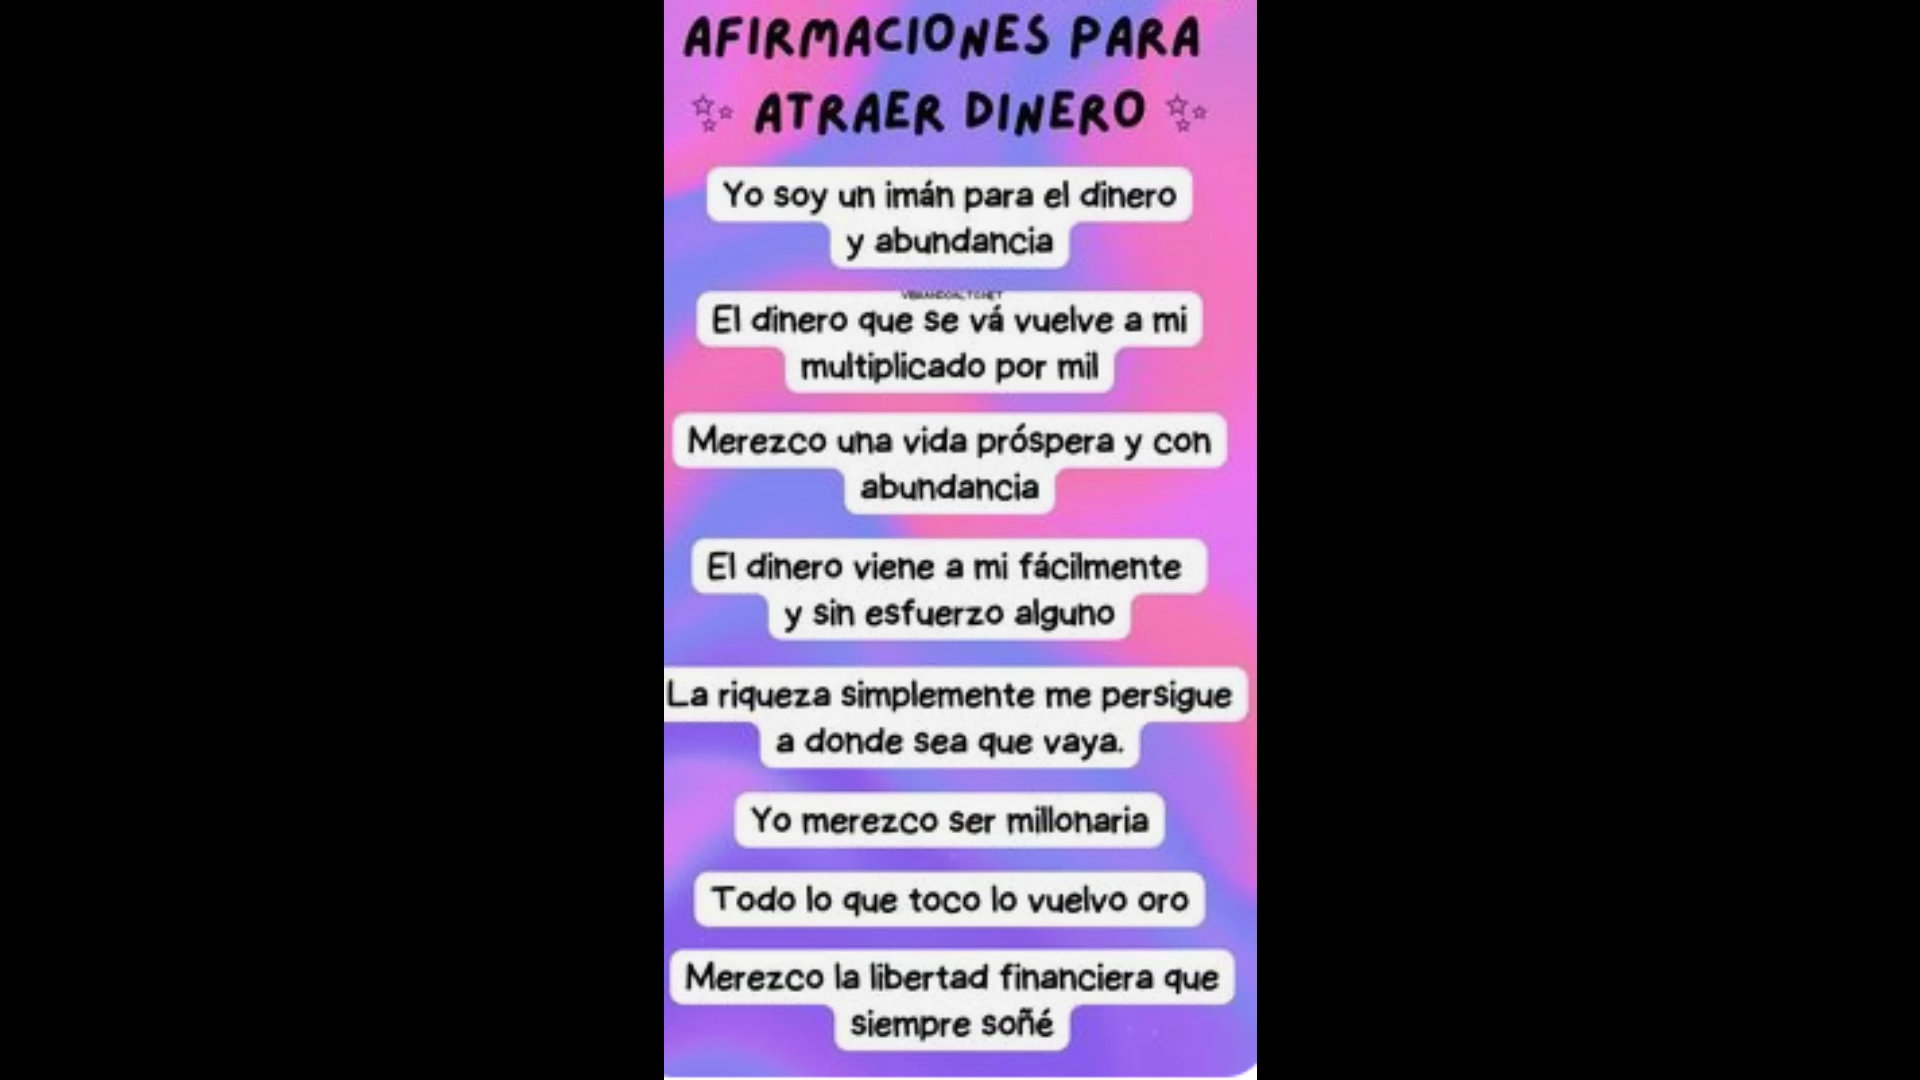 AFIRMACIONES PARA
ATRAER DINERO
Yo soy un imán para el dinero
y abundancia
VIBRANDOALTO.NET
El dinero que se vá vuelve a mi
multiplicado por mil
Merezco una vida próspera y con
abundancia
El dinero viene a mi fácilmente
y sin esfuerzo alguno
La riqueza simplemente me persigue
a donde sea que vaya.
Yo merezco ser millonaria
Todo lo que toco lo vuelvo oro
Merezco la libertad financiera que
siempre soñé